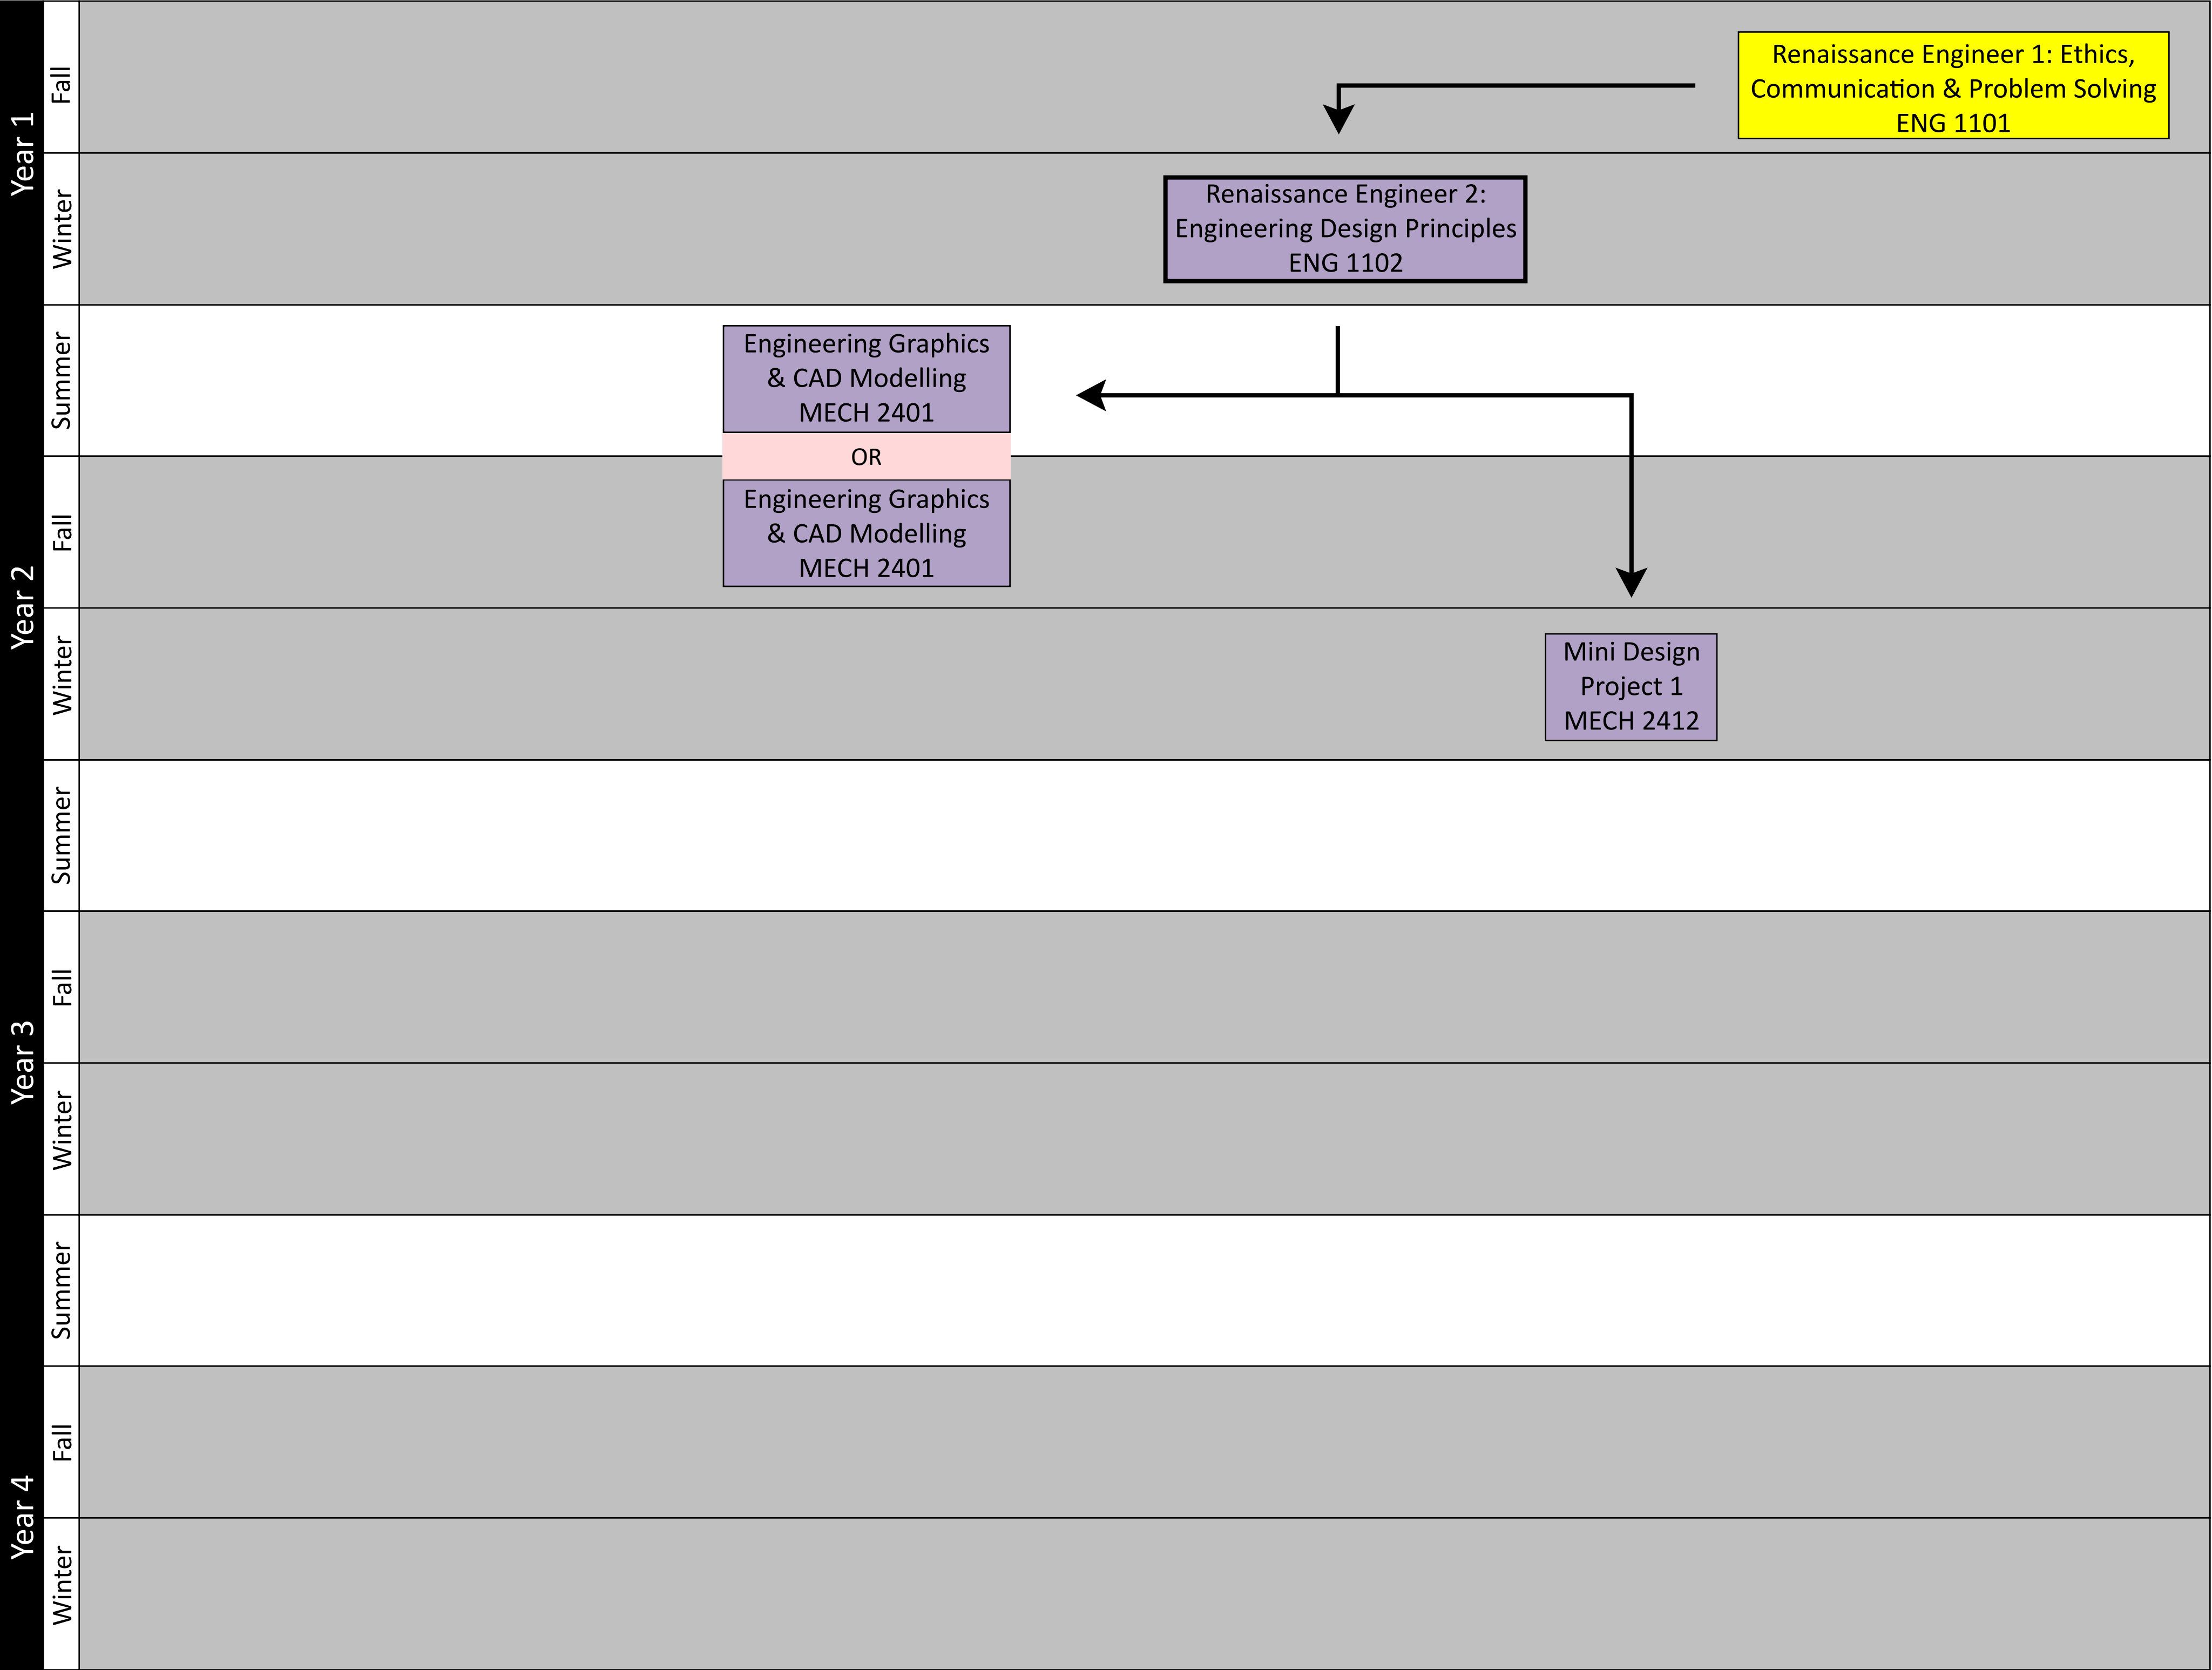 Year 1
Fall
Renaissance Engineer 1: Ethics,
Communication & Problem Solving
ENG 1101
Winter
Renaissance Engineer 2:
Engineering Design Principles
ENG 1102
Summer
Engineering Graphics
& CAD Modelling
MECH 2401
OR
Year 2
Fall
Engineering Graphics
& CAD Modelling
MECH 2401
Winter
Mini Design
Project 1
MECH 2412
Summer
Year 3
Fall
Winter
Summer
Year 4
Fall
Winter